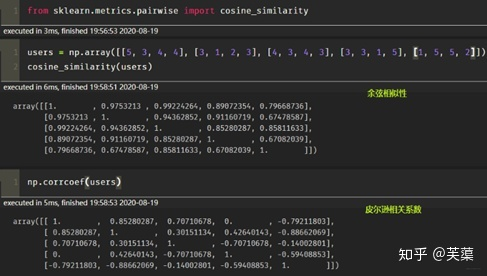 from sklearn.metrics.pairwise import cosine_similarity
executed in 3ms, finished 19:56:53 2020-08-19
1 users = np.array([[5, 3, 4, 4], [3, 1, 2, 3], [4, 3, 4, 3], [3, 3, 1, 5], [1, 5, 5, 2]])
2 cosine_similarity(users)
executed in 6ms, finished 19:58:51 2020-08-19
余弦相似性
array([[1. , 0.9753213 , 0.99224264, 0.89072354, 0.79668736],
[0.9753213 , 1. , 0.94362852, 0.91160719, 0.67478587],
[0.99224264, 0.94362852, 1. , 0.85280287, 0.85811633],
[0.89072354, 0.91160719, 0.85280287, 1. , 0.67082039],
[0.79668736, 0.67478587, 0.85811633, 0.67082039, 1. ]])
np.corrcoef(users)
executed in 5ms, finished 19:58:53 2020-08-19
皮尔逊相关系数
array([[ 1. , 0.85280287, 0.70710678, 0. , -0.79211803],
[ 0.85280287, 1. , 0.30151134, 0.42640143, -0.88662069],
[ 0.70710678, 0.30151134, 1. , -0.70710678, -0.14002801],
[ 0. , 0.42640143, -0.70710678, 1. , -0.59408853],
[-0.79211803, -0.88662069, -0.14002801, -0.59408853, 1. ]])
知乎 @芙蕖